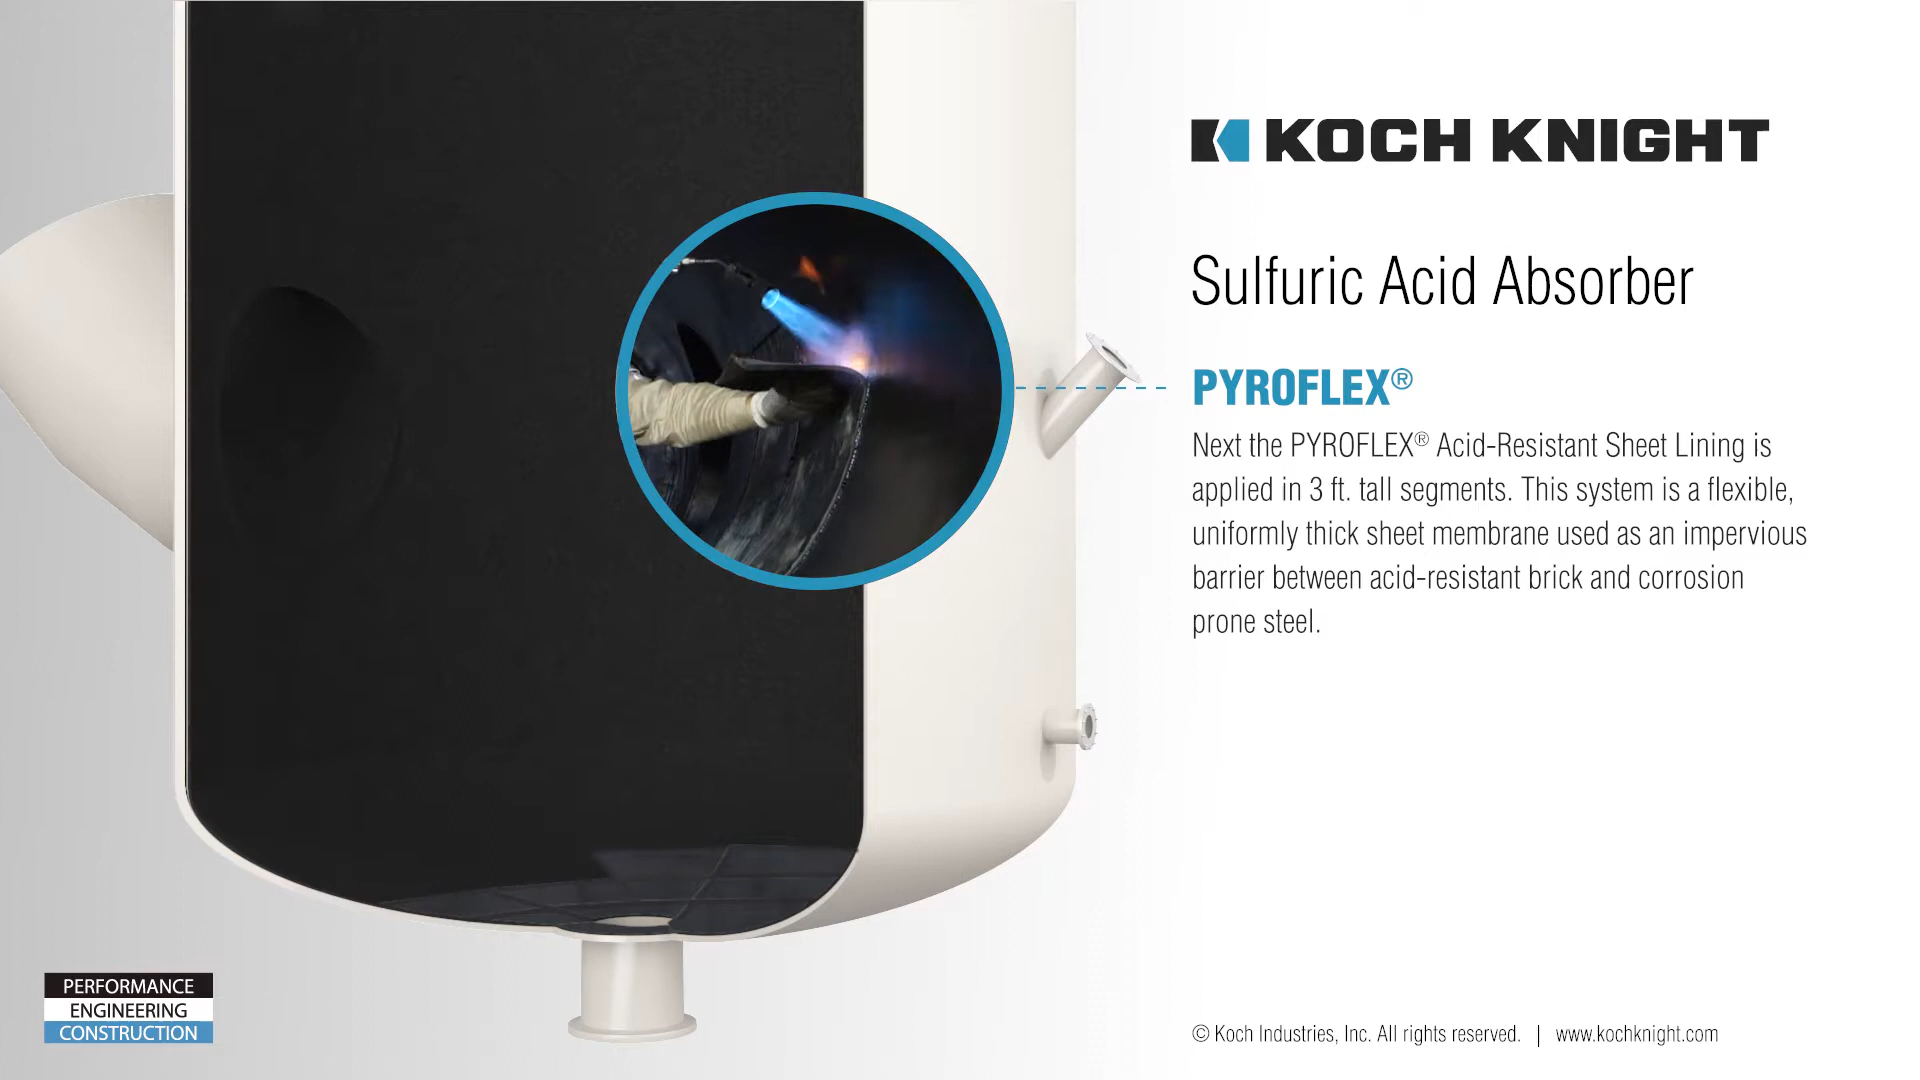 KOCH KNIGHT
Sulfuric Acid Absorber
PYROFLEX®
Next the PYROFLEX® Acid-Resistant Sheet Lining is
applied in 3 ft. tall segments. This system is a flexible,
uniformly thick sheet membrane used as an impervious
barrier between acid-resistant brick and corrosion
prone steel.
PERFORMANCE
ENGINEERING
CONSTRUCTION
© Koch Industries, Inc. All rights reserved. | www.kochknight.com